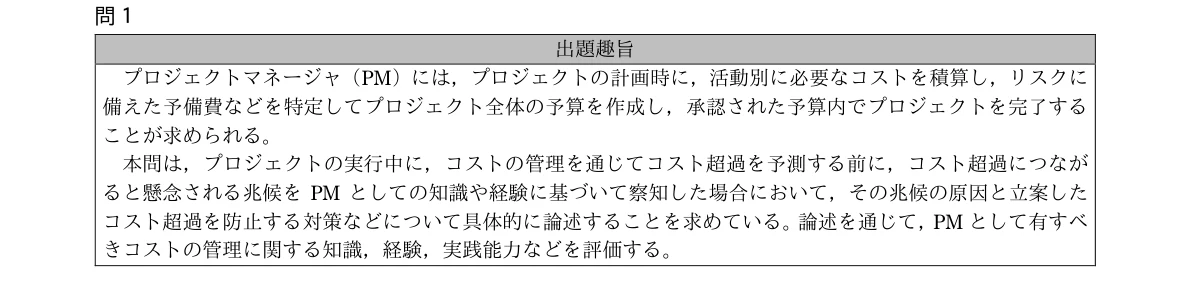 問1
出題趣旨
プロジェクトマネージャ（PM）には，プロジェクトの計画時に，活動別に必要なコストを積算し，リスクに
備えた予備費などを特定してプロジェクト全体の予算を作成し，承認された予算内でプロジェクトを完了する
ことが求められる。
本問は，プロジェクトの実行中に，コストの管理を通じてコスト超過を予測する前に，コスト超過につなが
ると懸念される兆候を PM としての知識や経験に基づいて察知した場合において，その兆候の原因と立案した
コスト超過を防止する対策などについて具体的に論述することを求めている。論述を通じて，PM として有すべ
きコストの管理に関する知識，経験，実践能力などを評価する。